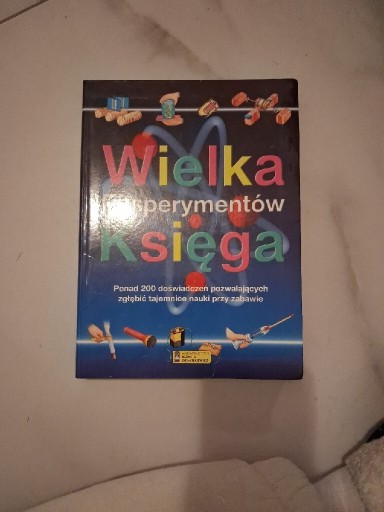 Wielka
eksperymentów
Księga
Ponad 200 doświadczeń pozwalających
zgłębić tajemnice nauki przy zabawie